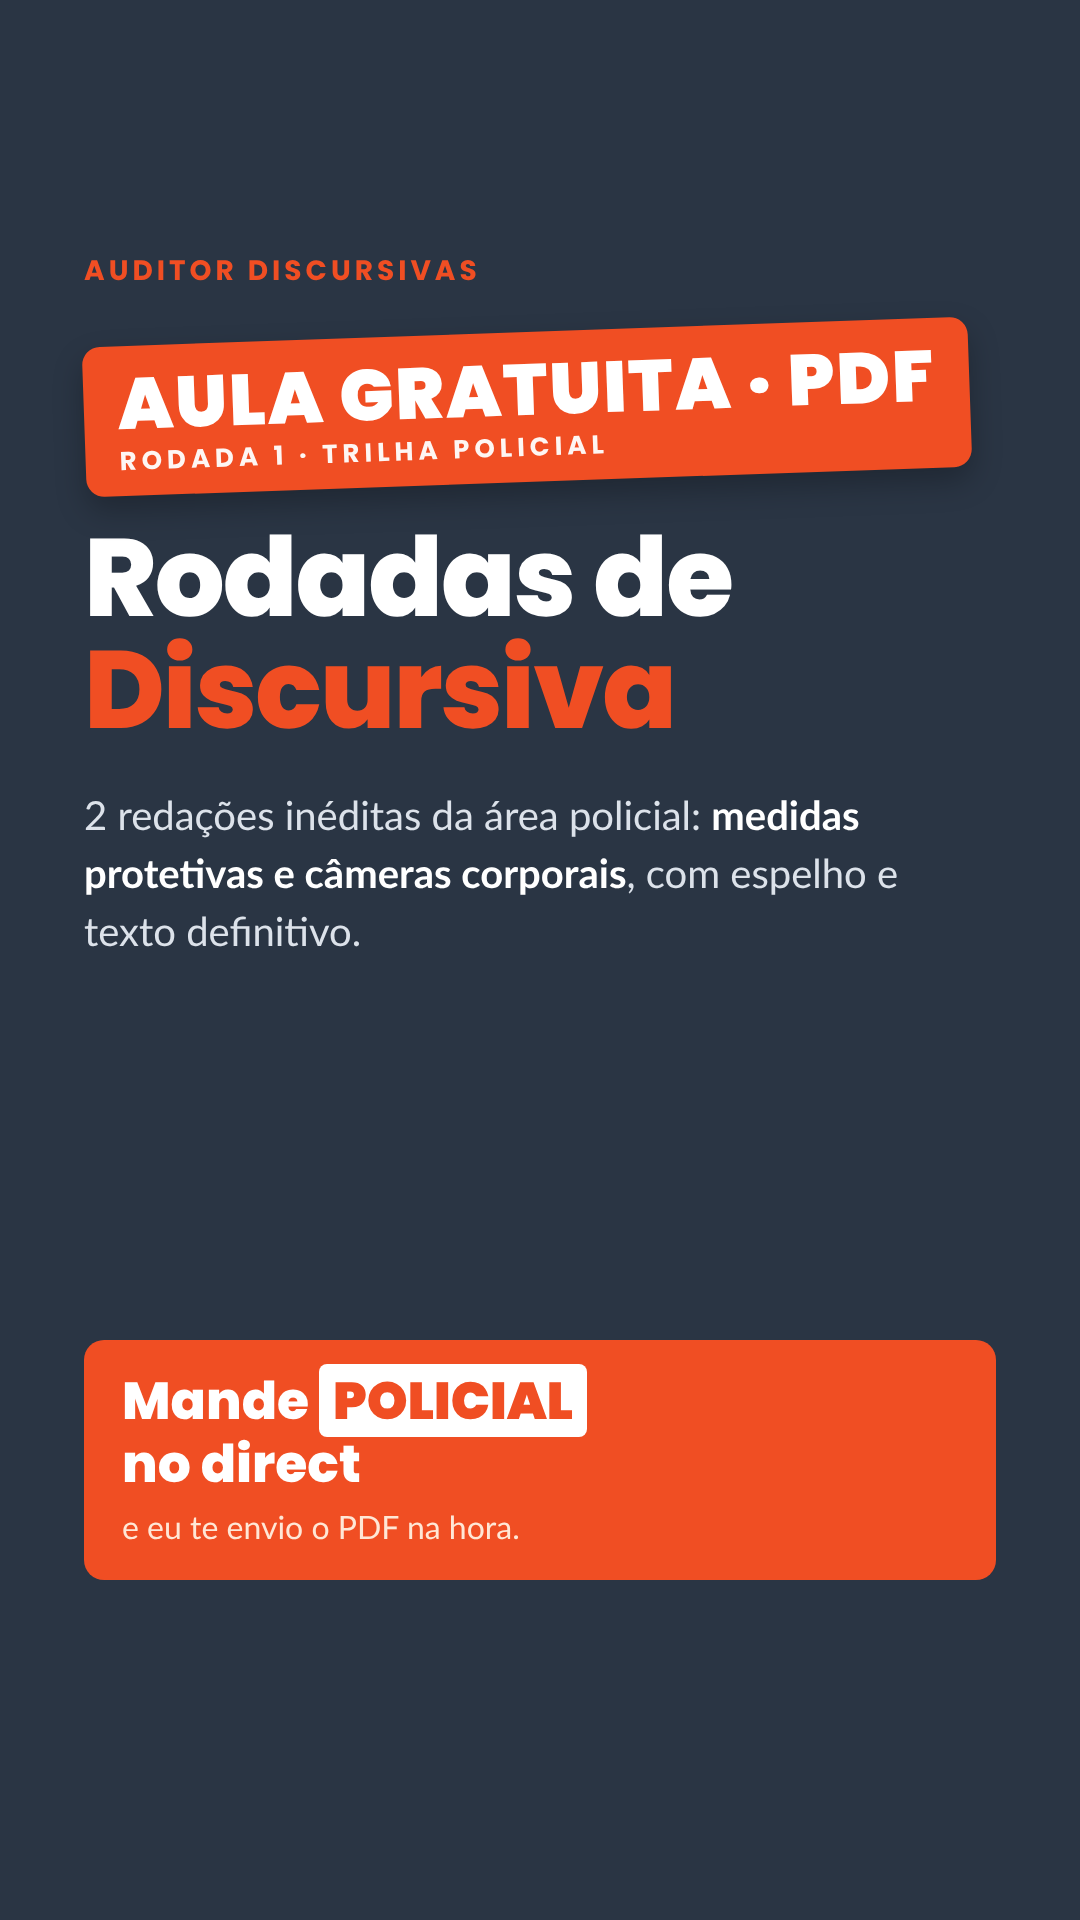 AUDITOR DISCURSIVAS
AULA GRATUITA · PDF
RODADA 1 · TRILHA POLICIAL
Rodadas de
Discursiva
2 redações inéditas da área policial: medidas
protetivas e câmeras corporais, com espelho e
texto definitivo.
Mande POLICIAL
no direct
e eu te envio o PDF na hora.